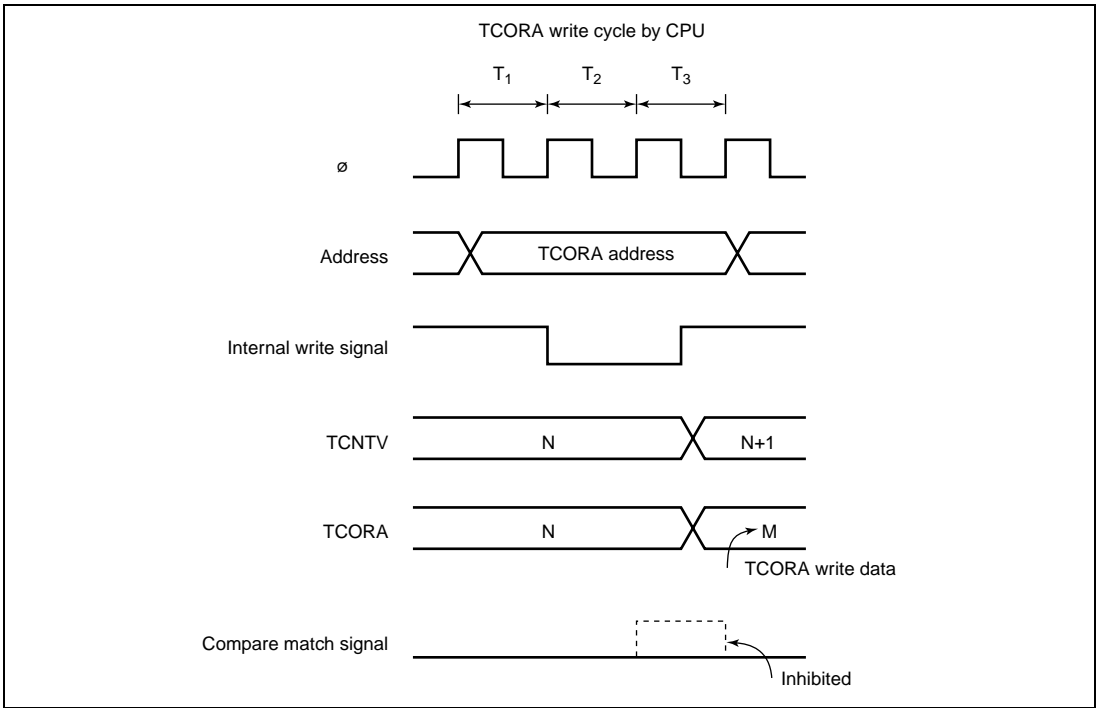 TCORA write cycle by CPU
T1 T2 T3
ø
Address TCORA address
Internal write signal
TCNTV N N+1
TCORA N M
TCORA write data
Compare match signal
Inhibited